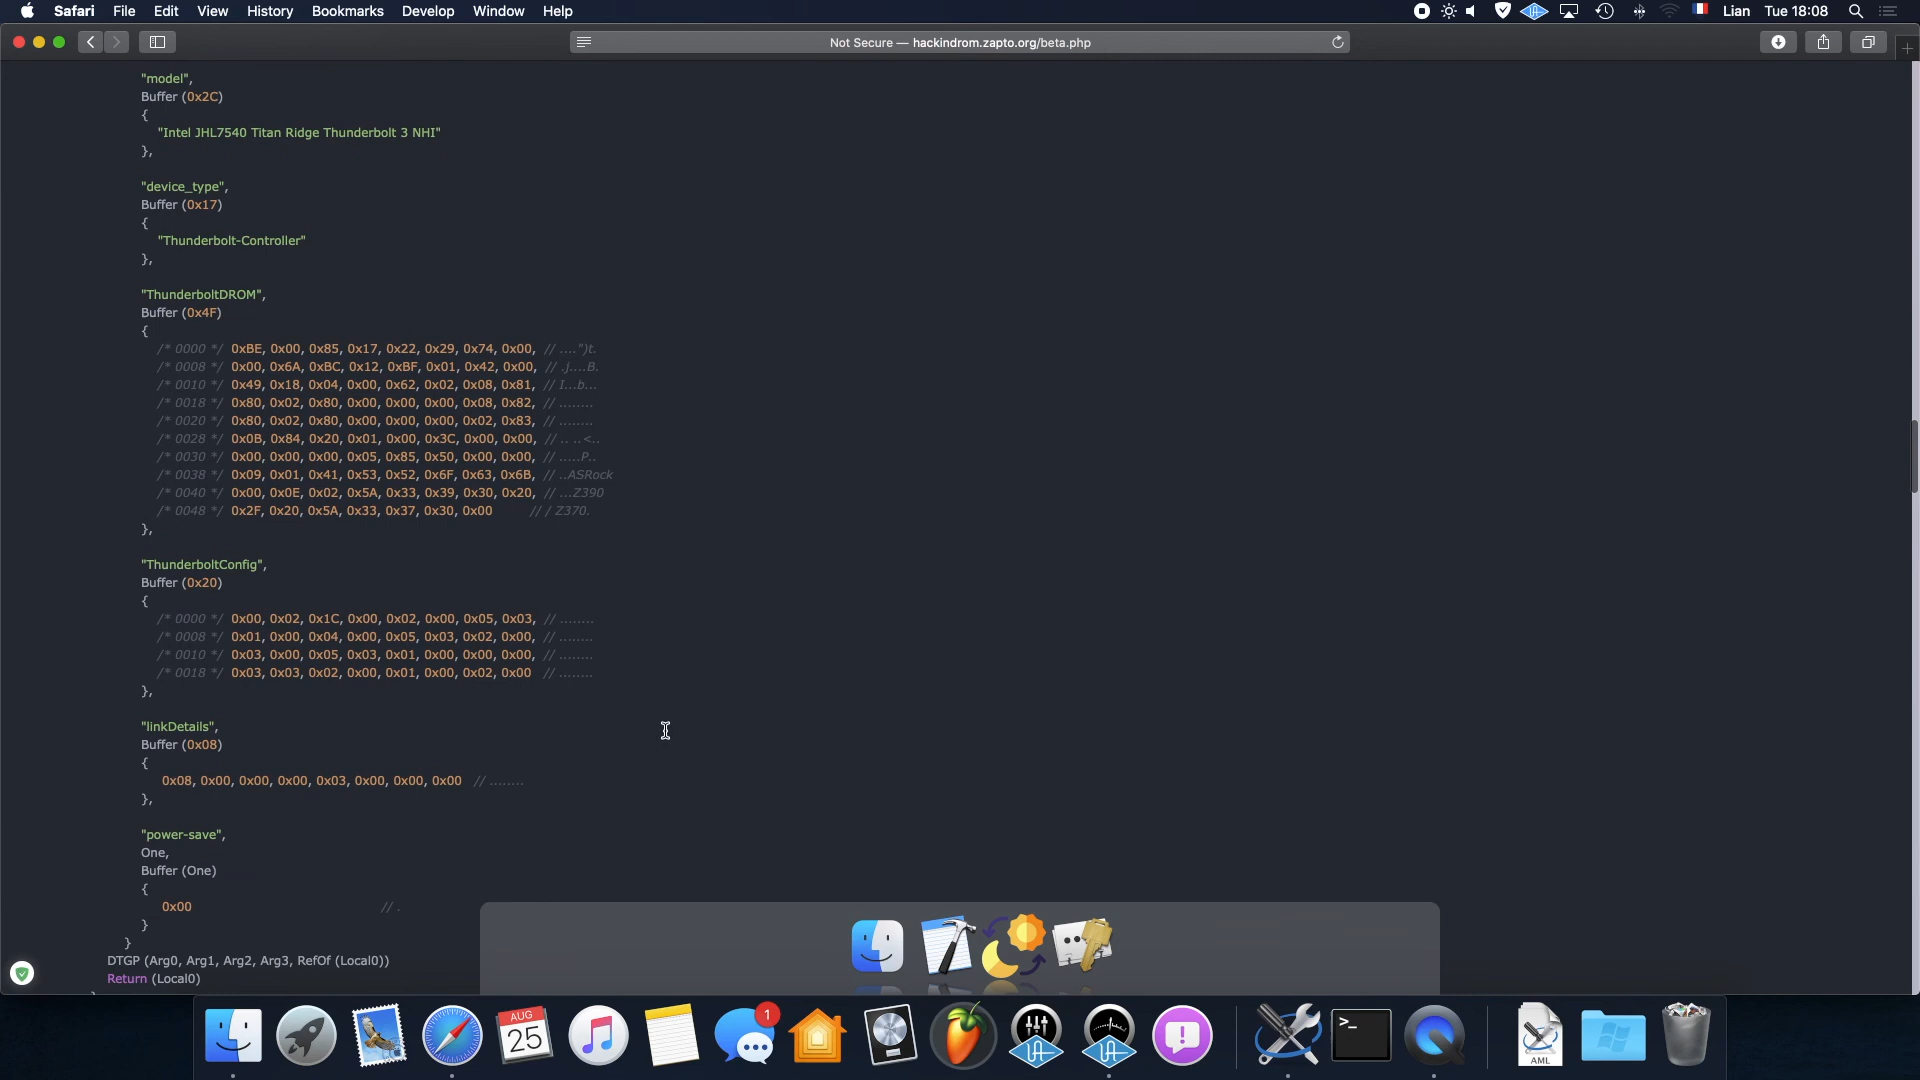 Safari File Edit View History Bookmarks Develop Window Help Lian Tue 18:08
Not Secure — hackindrom.zapto.org/beta.php
"model",
Buffer (0x2C)
{
"Intel JHL7540 Titan Ridge Thunderbolt 3 NHI"
},
"device_type",
Buffer (0x17)
{
"Thunderbolt-Controller"
},
"ThunderboltDROM",
Buffer (0x4F)
{
/* 0000 */ 0xBE, 0x00, 0x85, 0x17, 0x22, 0x29, 0x74, 0x00, // ....")t.
/* 0008 */ 0x00, 0x6A, 0xBC, 0x12, 0xBF, 0x01, 0x42, 0x00, // .j....B.
/* 0010 */ 0x49, 0x18, 0x04, 0x00, 0x62, 0x02, 0x08, 0x81, // I...b...
/* 0018 */ 0x80, 0x02, 0x80, 0x00, 0x00, 0x00, 0x08, 0x82, // ........
/* 0020 */ 0x80, 0x02, 0x80, 0x00, 0x00, 0x00, 0x02, 0x83, // ........
/* 0028 */ 0x0B, 0x84, 0x20, 0x01, 0x00, 0x3C, 0x00, 0x00, // .. ..<..
/* 0030 */ 0x00, 0x00, 0x00, 0x05, 0x85, 0x50, 0x00, 0x00, // .....P..
/* 0038 */ 0x09, 0x01, 0x41, 0x53, 0x52, 0x6F, 0x63, 0x6B, // ..ASRock
/* 0040 */ 0x00, 0x0E, 0x02, 0x5A, 0x33, 0x39, 0x30, 0x20, // ...Z390
/* 0048 */ 0x2F, 0x20, 0x5A, 0x33, 0x37, 0x30, 0x00 // / Z370.
},
"ThunderboltConfig",
Buffer (0x20)
{
/* 0000 */ 0x00, 0x02, 0x1C, 0x00, 0x02, 0x00, 0x05, 0x03, // ........
/* 0008 */ 0x01, 0x00, 0x04, 0x00, 0x05, 0x03, 0x02, 0x00, // ........
/* 0010 */ 0x03, 0x00, 0x05, 0x03, 0x01, 0x00, 0x00, 0x00, // ........
/* 0018 */ 0x03, 0x03, 0x02, 0x00, 0x01, 0x00, 0x02, 0x00 // ........
},
"linkDetails",
Buffer (0x08)
{
0x08, 0x00, 0x00, 0x00, 0x03, 0x00, 0x00, 0x00 // ........
},
"power-save",
One,
Buffer (One)
{
0x00 // .
}
}
DTGP (Arg0, Arg1, Arg2, Arg3, RefOf (Local0))
Return (Local0)
AUG
25
1
>_
AML